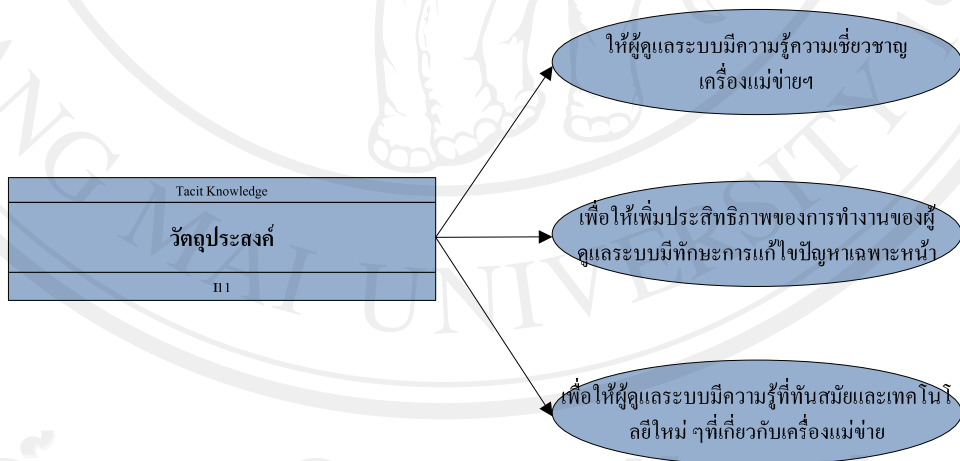 ให้ผู้ดูแลระบบมีความรู้ความเชี่ยวชาญ
เครื่องแม่ข่ายฯ
Tacit Knowledge
วัตถุประสงค์
II 1
เพื่อให้เพิ่มประสิทธิภาพของการทำงานของผู้
ดูแลระบบมีทักษะการแก้ไขปัญหาเฉพาะหน้า
เพื่อให้ผู้ดูแลระบบมีความรู้ที่ทันสมัยและเทคโนโ
ลยีใหม่ ๆที่เกี่ยวกับเครื่องแม่ข่าย
NG MAI UNIVERSITY